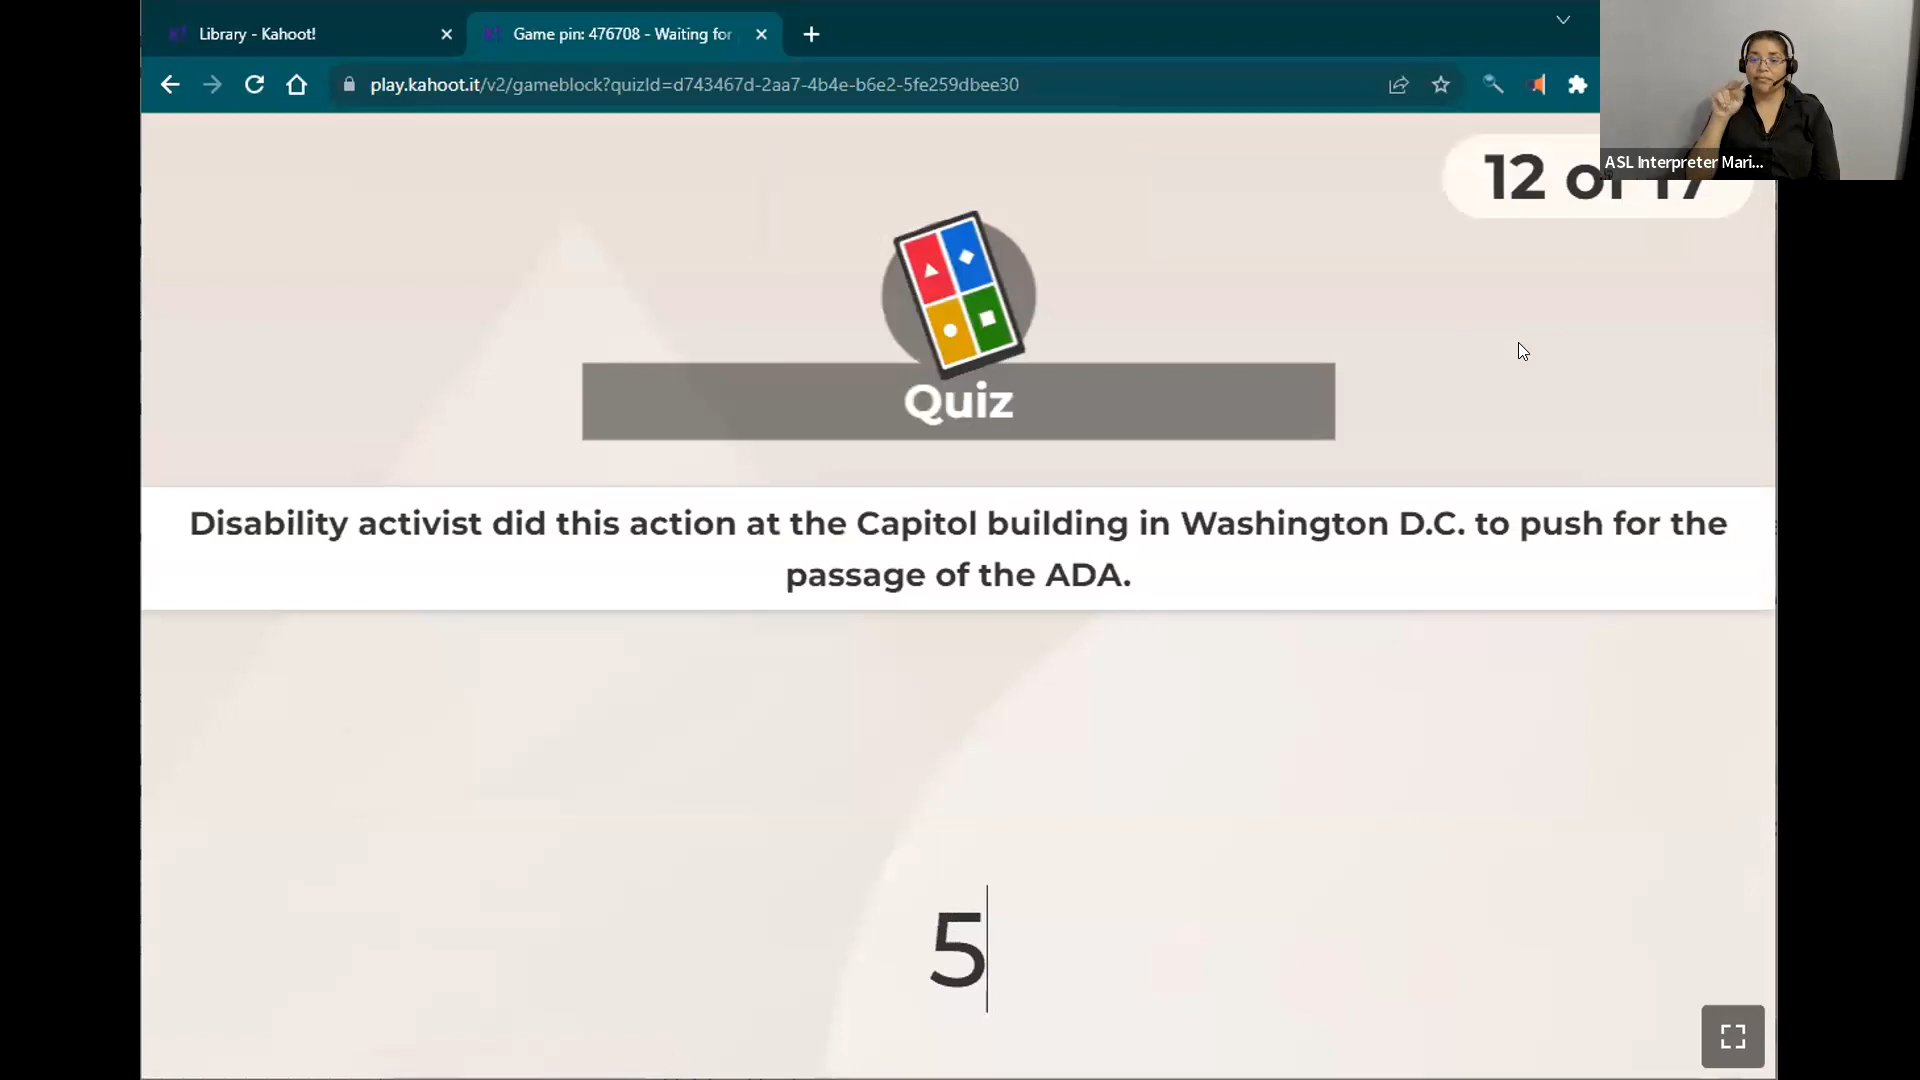 Library - Kahoot!
Game pin: 476708 - Waiting for
play.kahoot.it/v2/gameblock?quizId=d743467d-2aa7-4b4e-b6e2-5fe259dbee30
ASL Interpreter Mari...
12 of 17
Quiz
Disability activist did this action at the Capitol building in Washington D.C. to push for the
passage of the ADA.
5